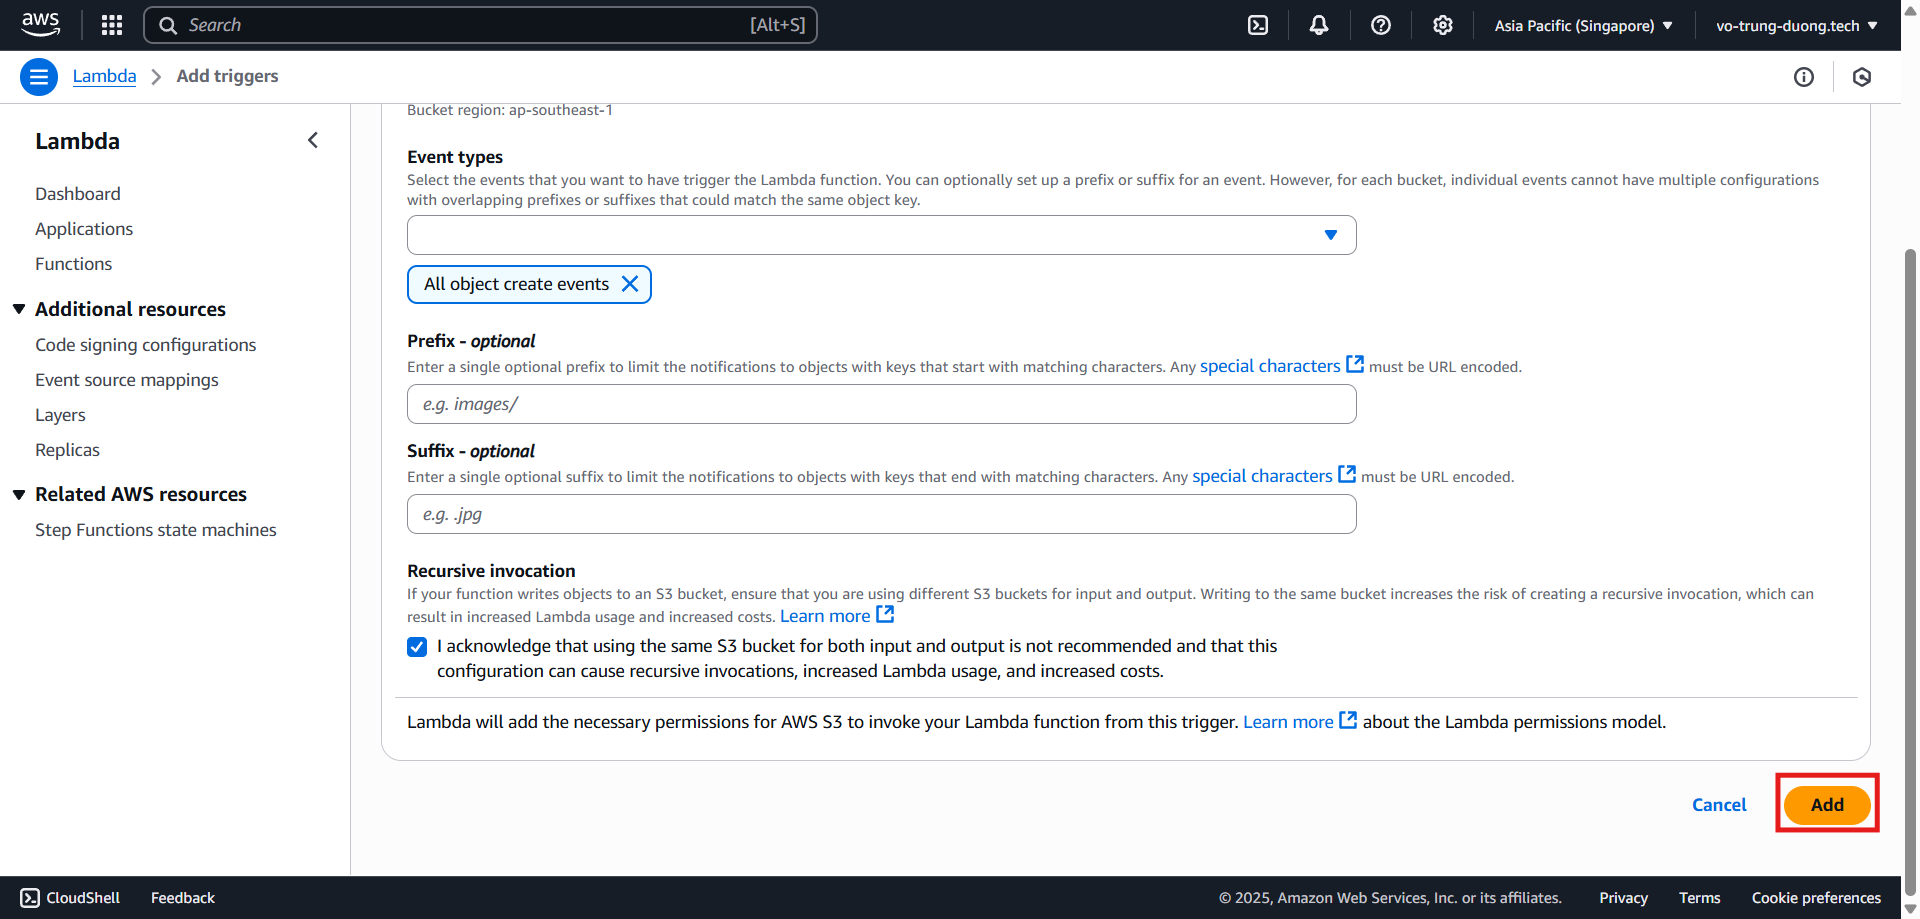 aws
Search
[Alt+S]
Asia Pacific (Singapore)
vo-trung-duong.tech
Lambda
Add triggers
Lambda
Dashboard
Applications
Functions
Additional resources
Code signing configurations
Event source mappings
Layers
Replicas
Related AWS resources
Step Functions state machines
Bucket region: ap-southeast-1
Event types
Select the events that you want to have trigger the Lambda function. You can optionally set up a prefix or suffix for an event. However, for each bucket, individual events cannot have multiple configurations
with overlapping prefixes or suffixes that could match the same object key.
All object create events
Prefix - optional
Enter a single optional prefix to limit the notifications to objects with keys that start with matching characters. Any special characters must be URL encoded.
e.g. images/
Suffix - optional
Enter a single optional suffix to limit the notifications to objects with keys that end with matching characters. Any special characters must be URL encoded.
e.g. .jpg
Recursive invocation
If your function writes objects to an S3 bucket, ensure that you are using different S3 buckets for input and output. Writing to the same bucket increases the risk of creating a recursive invocation, which can
result in increased Lambda usage and increased costs. Learn more
I acknowledge that using the same S3 bucket for both input and output is not recommended and that this
configuration can cause recursive invocations, increased Lambda usage, and increased costs.
Lambda will add the necessary permissions for AWS S3 to invoke your Lambda function from this trigger. Learn more about the Lambda permissions model.
Cancel
Add
CloudShell
Feedback
© 2025, Amazon Web Services, Inc. or its affiliates.
Privacy
Terms
Cookie preferences